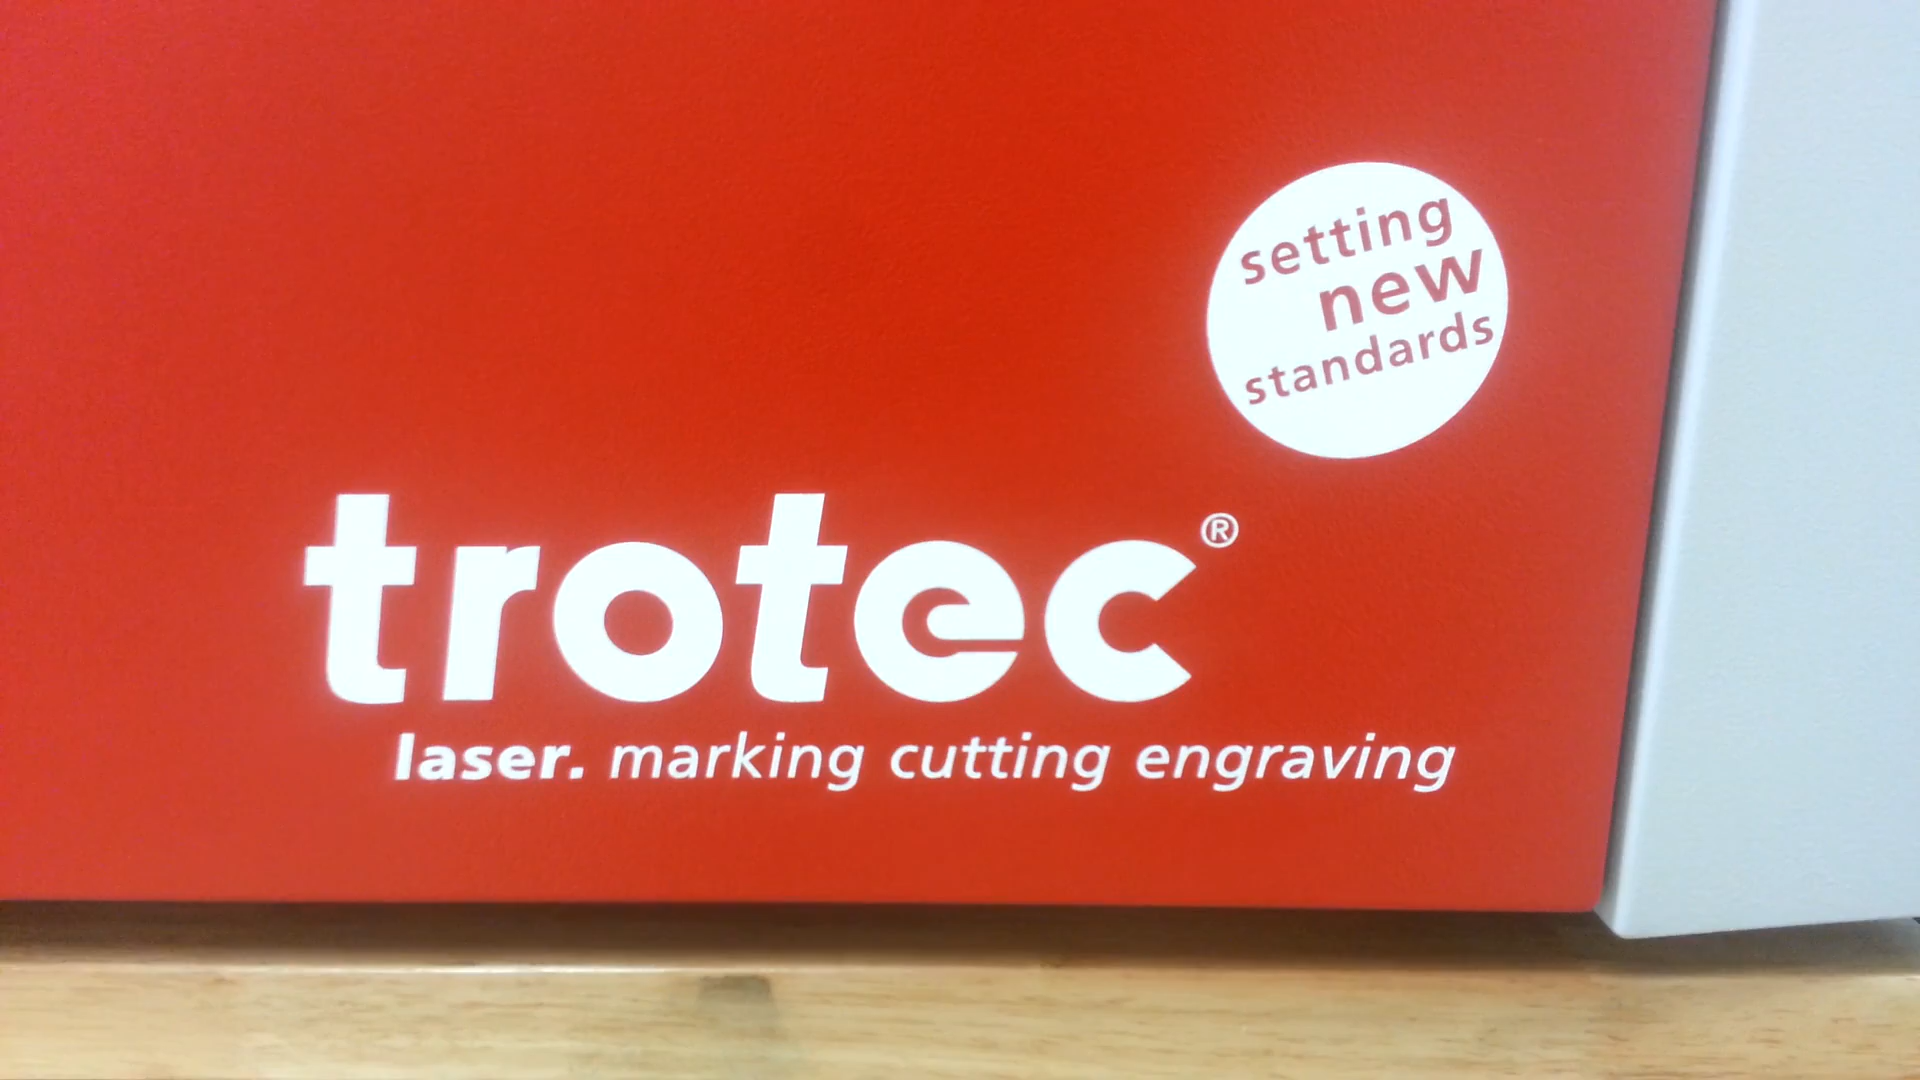 setting
new
standards
trotec®
laser. marking cutting engraving